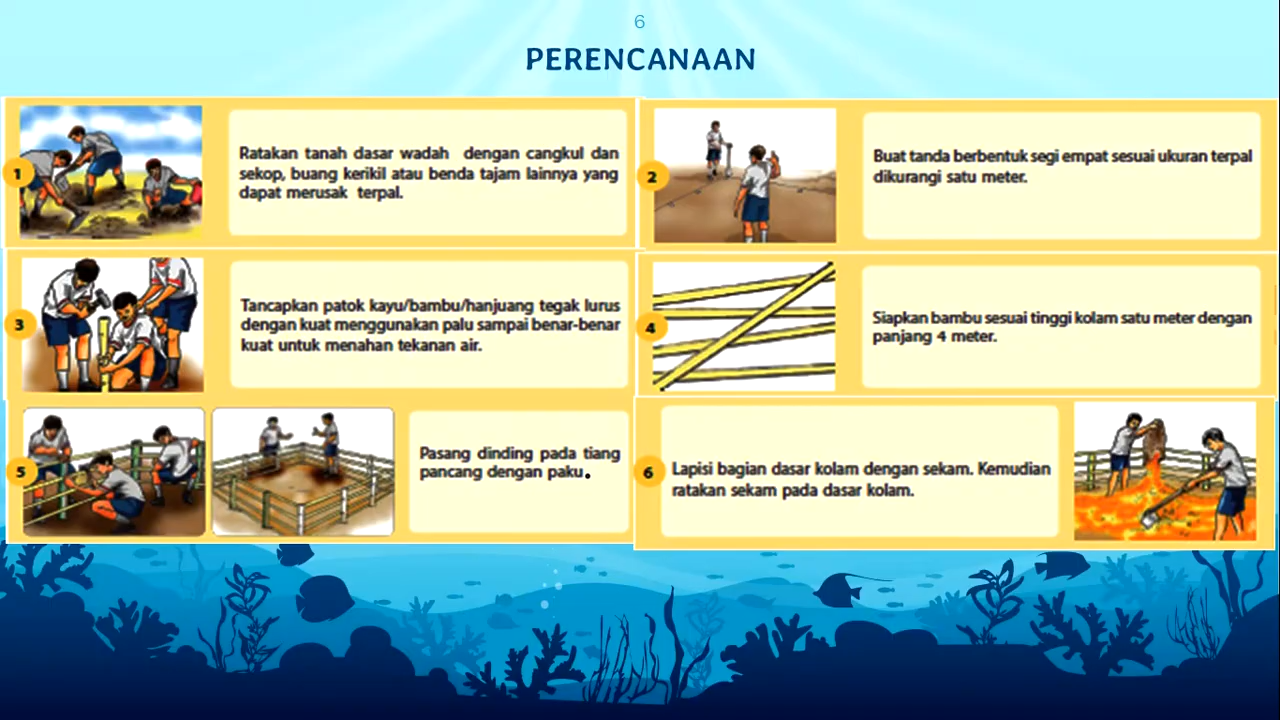 6
PERENCANAAN
1
Ratakan tanah dasar wadah dengan cangkul dan
sekop, buang kerikil atau benda tajam lainnya yang
dapat merusak terpal.
2
Buat tanda berbentuk segi empat sesuai ukuran terpal
dikurangi satu meter.
3
Tancapkan patok kayu/bambu/hanjuang tegak lurus
dengan kuat menggunakan palu sampai benar-benar
kuat untuk menahan tekanan air.
4
Siapkan bambu sesuai tinggi kolam satu meter dengan
panjang 4 meter.
5
Pasang dinding pada tiang
pancang dengan paku.
6
Lapisi bagian dasar kolam dengan sekam. Kemudian
ratakan sekam pada dasar kolam.